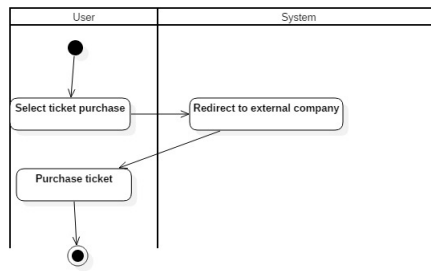 User
System
Select ticket purchase
Redirect to external company
Purchase ticket